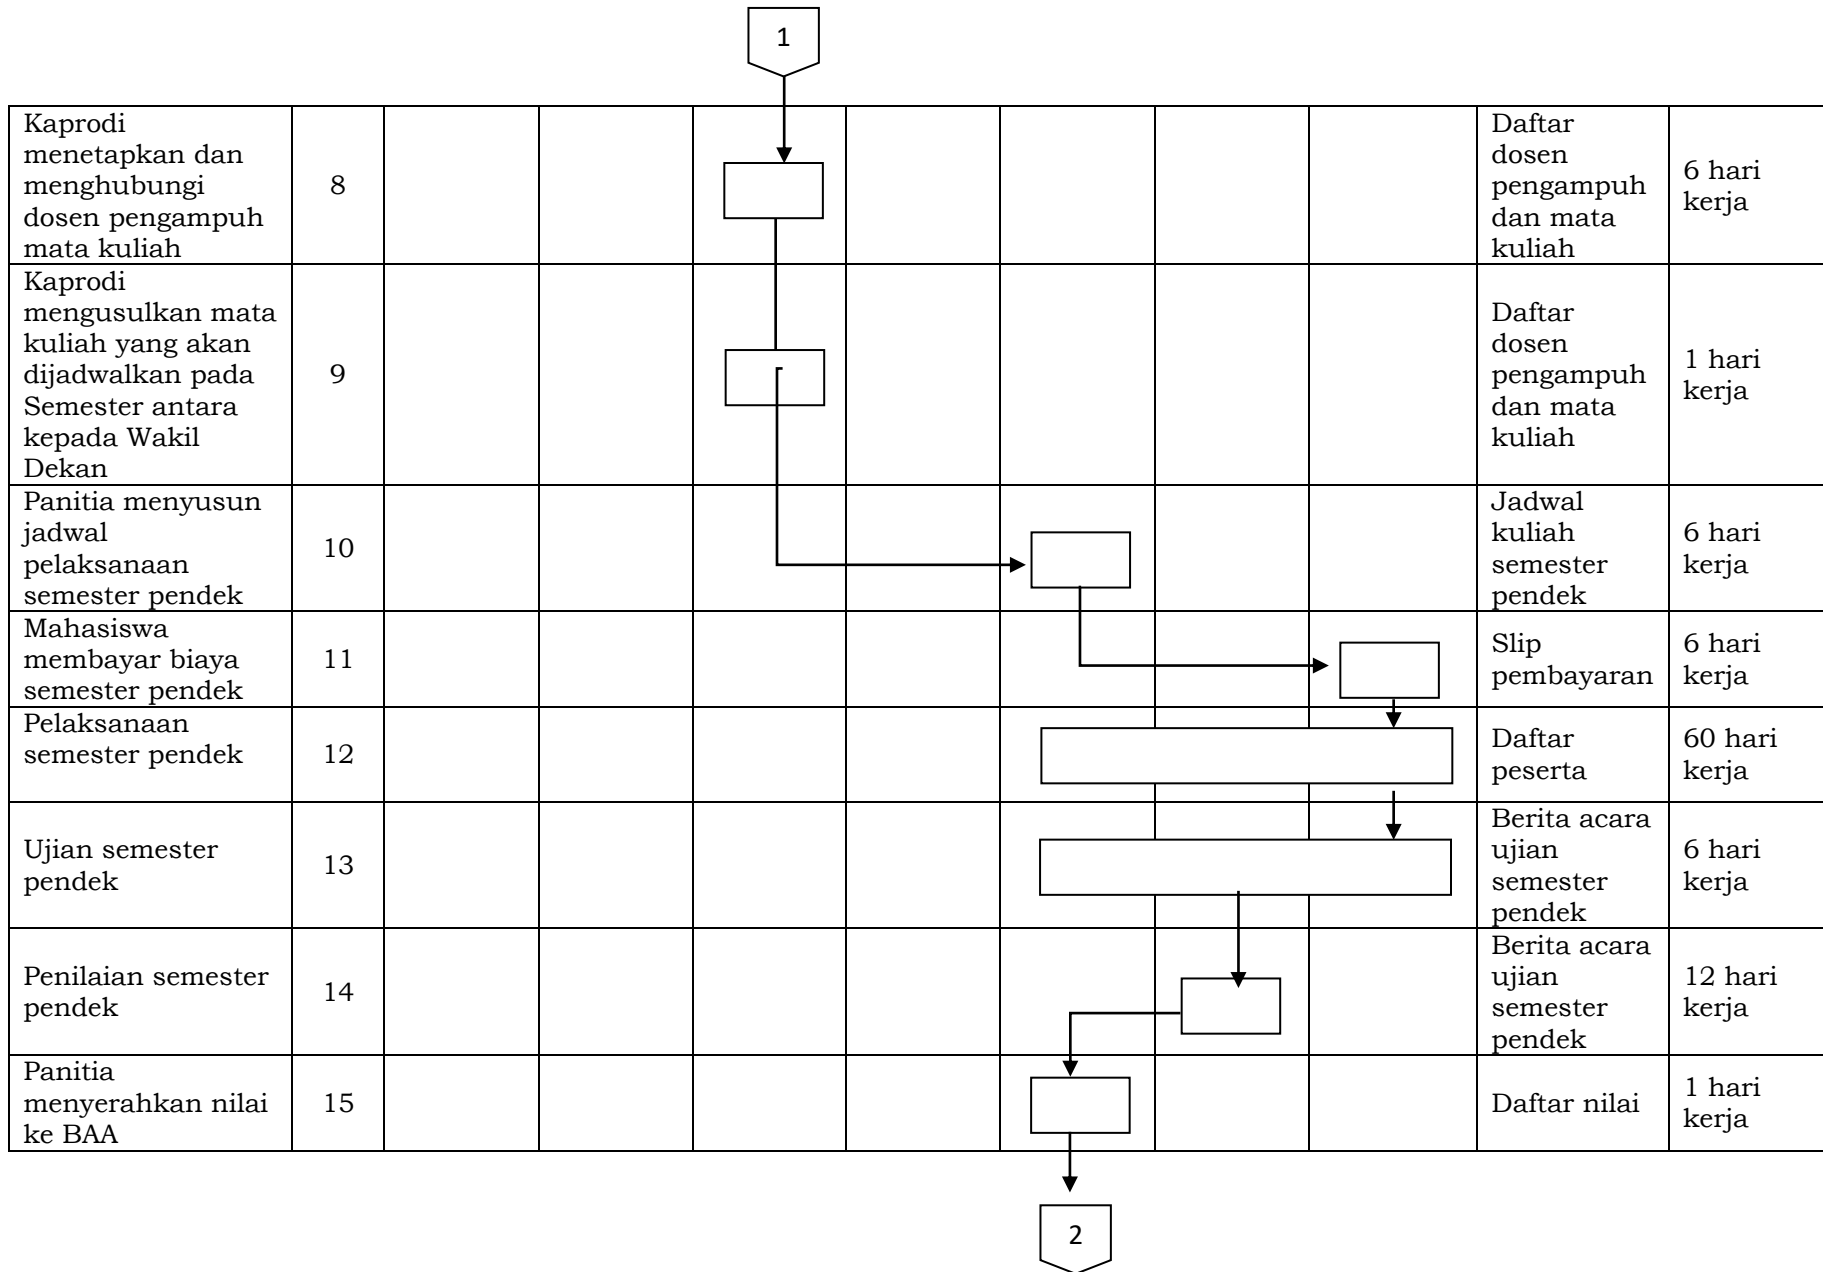 1
Kaprodi
menetapkan dan
menghubungi
dosen pengampuh
mata kuliah
8
Daftar
dosen
pengampuh
dan mata
kuliah
6 hari
kerja
Kaprodi
mengusulkan mata
kuliah yang akan
dijadwalkan pada
Semester antara
kepada Wakil
Dekan
9
Daftar
dosen
pengampuh
dan mata
kuliah
1 hari
kerja
Panitia menyusun
jadwal
pelaksanaan
semester pendek
10
Jadwal
kuliah
semester
pendek
6 hari
kerja
Mahasiswa
membayar biaya
semester pendek
11
Slip
pembayaran
6 hari
kerja
Pelaksanaan
semester pendek
12
Daftar
peserta
60 hari
kerja
Ujian semester
pendek
13
Berita acara
ujian
semester
pendek
6 hari
kerja
Penilaian semester
pendek
14
Berita acara
ujian
semester
pendek
12 hari
kerja
Panitia
menyerahkan nilai
ke BAA
15
Daftar nilai
1 hari
kerja
2